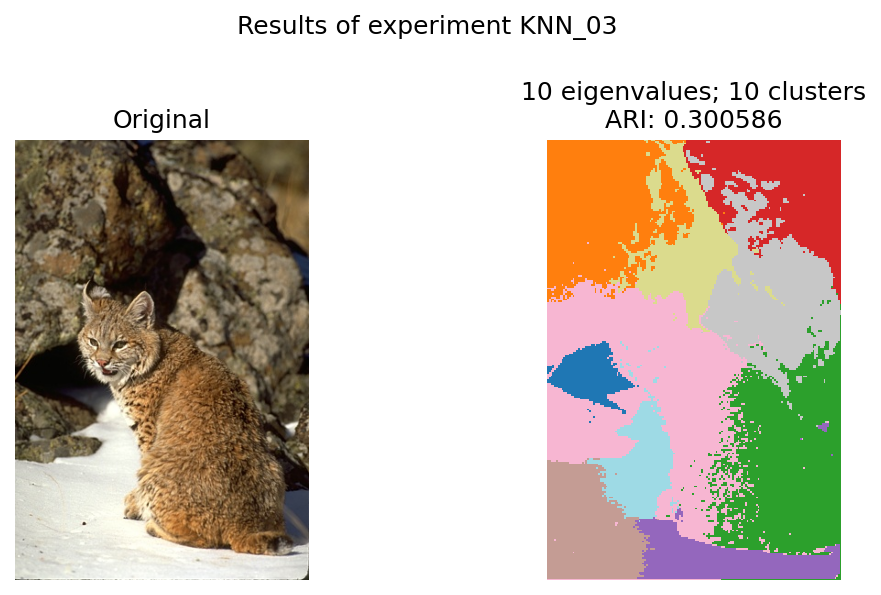 Results of experiment KNN_03
Original
10 eigenvalues; 10 clusters
ARI: 0.300586